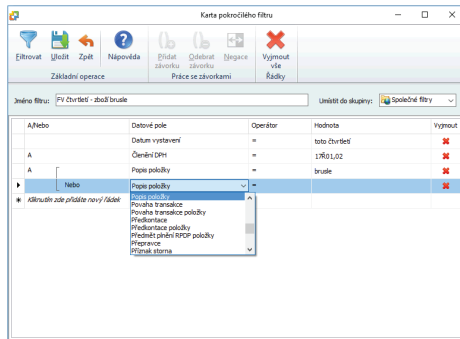 Karta pokročilého filtru
Filtrovat Uložit Zpět Nápověda Přidat závorku Odebrat závorku Negace Vyjmout vše
Základní operace Práce se závorkami Řádky
Jméno filtru: FV čtvrtletí - zboží brusle Umístit do skupiny: Společné filtry
A/Nebo Datové pole Operátor Hodnota Vyjmout
Datum vystavení = toto čtvrtletí
A Členění DPH = 17Ř01,02
A Popis položky = brusle
Nebo Popis položky =
Kliknutím zde přidáte nový řádek
Popis položky
Povaha transakce
Povaha transakce položky
Předkontace
Předkontace položky
Předmět plnění RPDP položky
Přepravce
Příznak storna